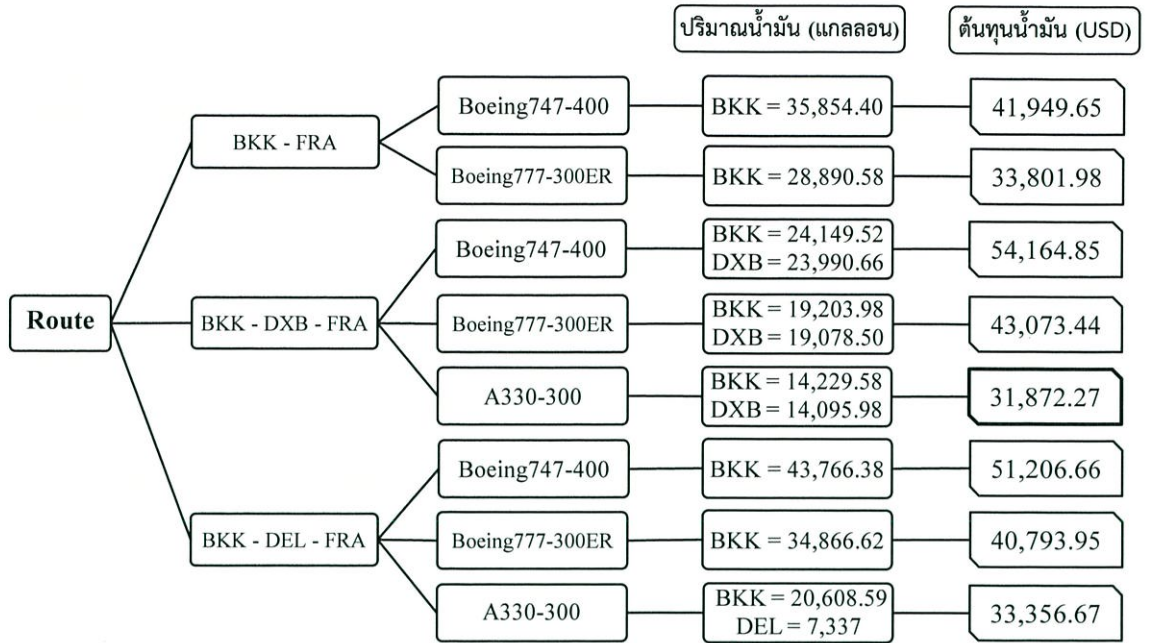 ปริมาณน้ำมัน (แกลลอน)
ต้นทุนน้ำมัน (USD)
Route
BKK - FRA
Boeing747-400
BKK = 35,854.40
41,949.65
Boeing777-300ER
BKK = 28,890.58
33,801.98
BKK - DXB - FRA
Boeing747-400
BKK = 24,149.52
DXB = 23,990.66
54,164.85
Boeing777-300ER
BKK = 19,203.98
DXB = 19,078.50
43,073.44
A330-300
BKK = 14,229.58
DXB = 14,095.98
31,872.27
BKK - DEL - FRA
Boeing747-400
BKK = 43,766.38
51,206.66
Boeing777-300ER
BKK = 34,866.62
40,793.95
A330-300
BKK = 20,608.59
DEL = 7,337
33,356.67